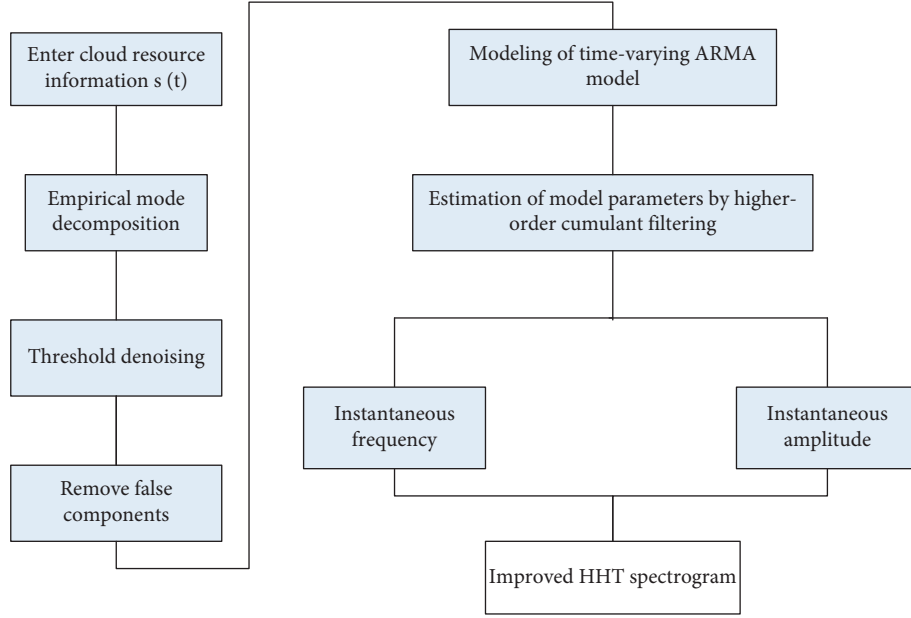 Enter cloud resource
information s (t)
Empirical mode
decomposition
Threshold denoising
Remove false
components
Modeling of time-varying ARMA
model
Estimation of model parameters by higher-
order cumulant filtering
Instantaneous
frequency
Instantaneous
amplitude
Improved HHT spectrogram